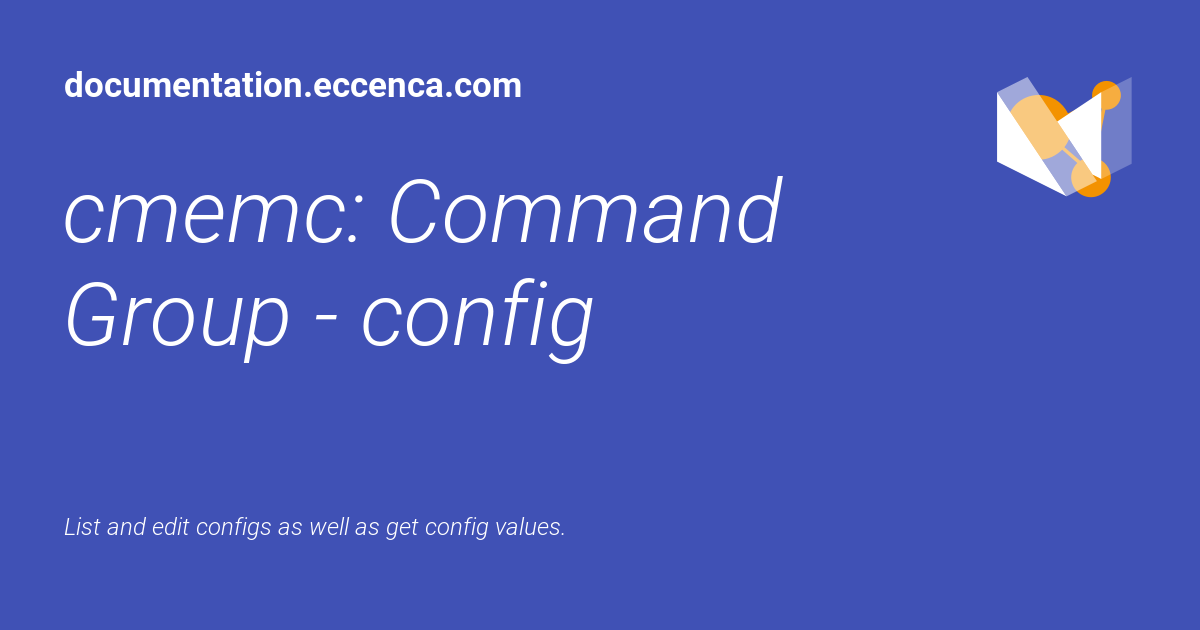 documentation.eccenca.com
cmemc: Command
Group - config
List and edit configs as well as get config values.